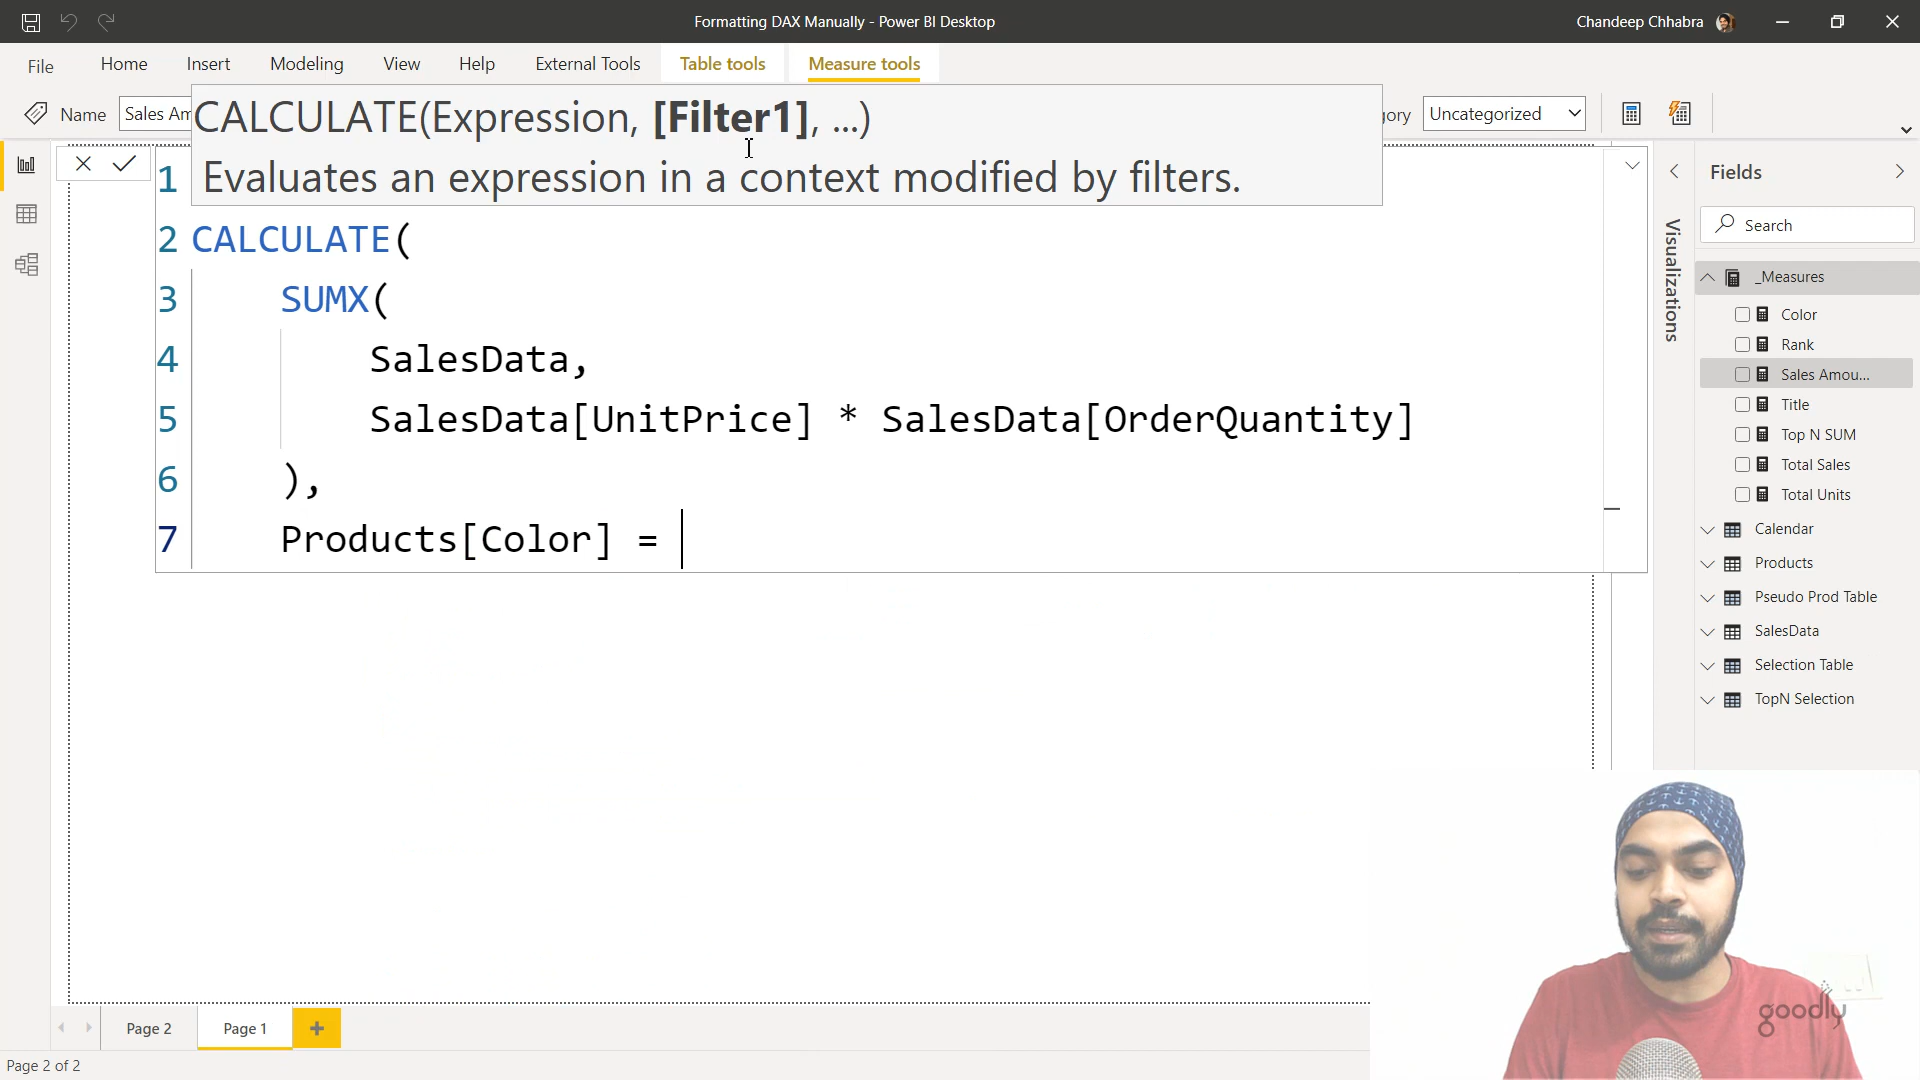 Formatting DAX Manually - Power BI Desktop
Chandeep Chhabra
File Home Insert Modeling View Help External Tools Table tools Measure tools
Name Sales Am
ory Uncategorized
CALCULATE(Expression, [Filter1], ...)
Evaluates an expression in a context modified by filters.
1
2 CALCULATE(
3 SUMX(
4 SalesData,
5 SalesData[UnitPrice] * SalesData[OrderQuantity]
6 ),
7 Products[Color] =
Visualizations
Fields
Search
_Measures
Color
Rank
Sales Amou...
Title
Top N SUM
Total Sales
Total Units
Calendar
Products
Pseudo Prod Table
SalesData
Selection Table
TopN Selection
goodly
Page 2 Page 1
Page 2 of 2